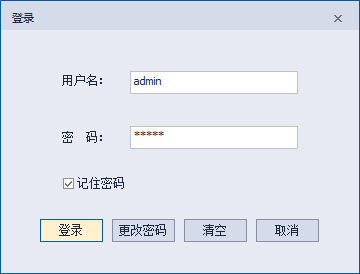 登录
用户名： admin
密　码： *****
记住密码
登录 更改密码 清空 取消